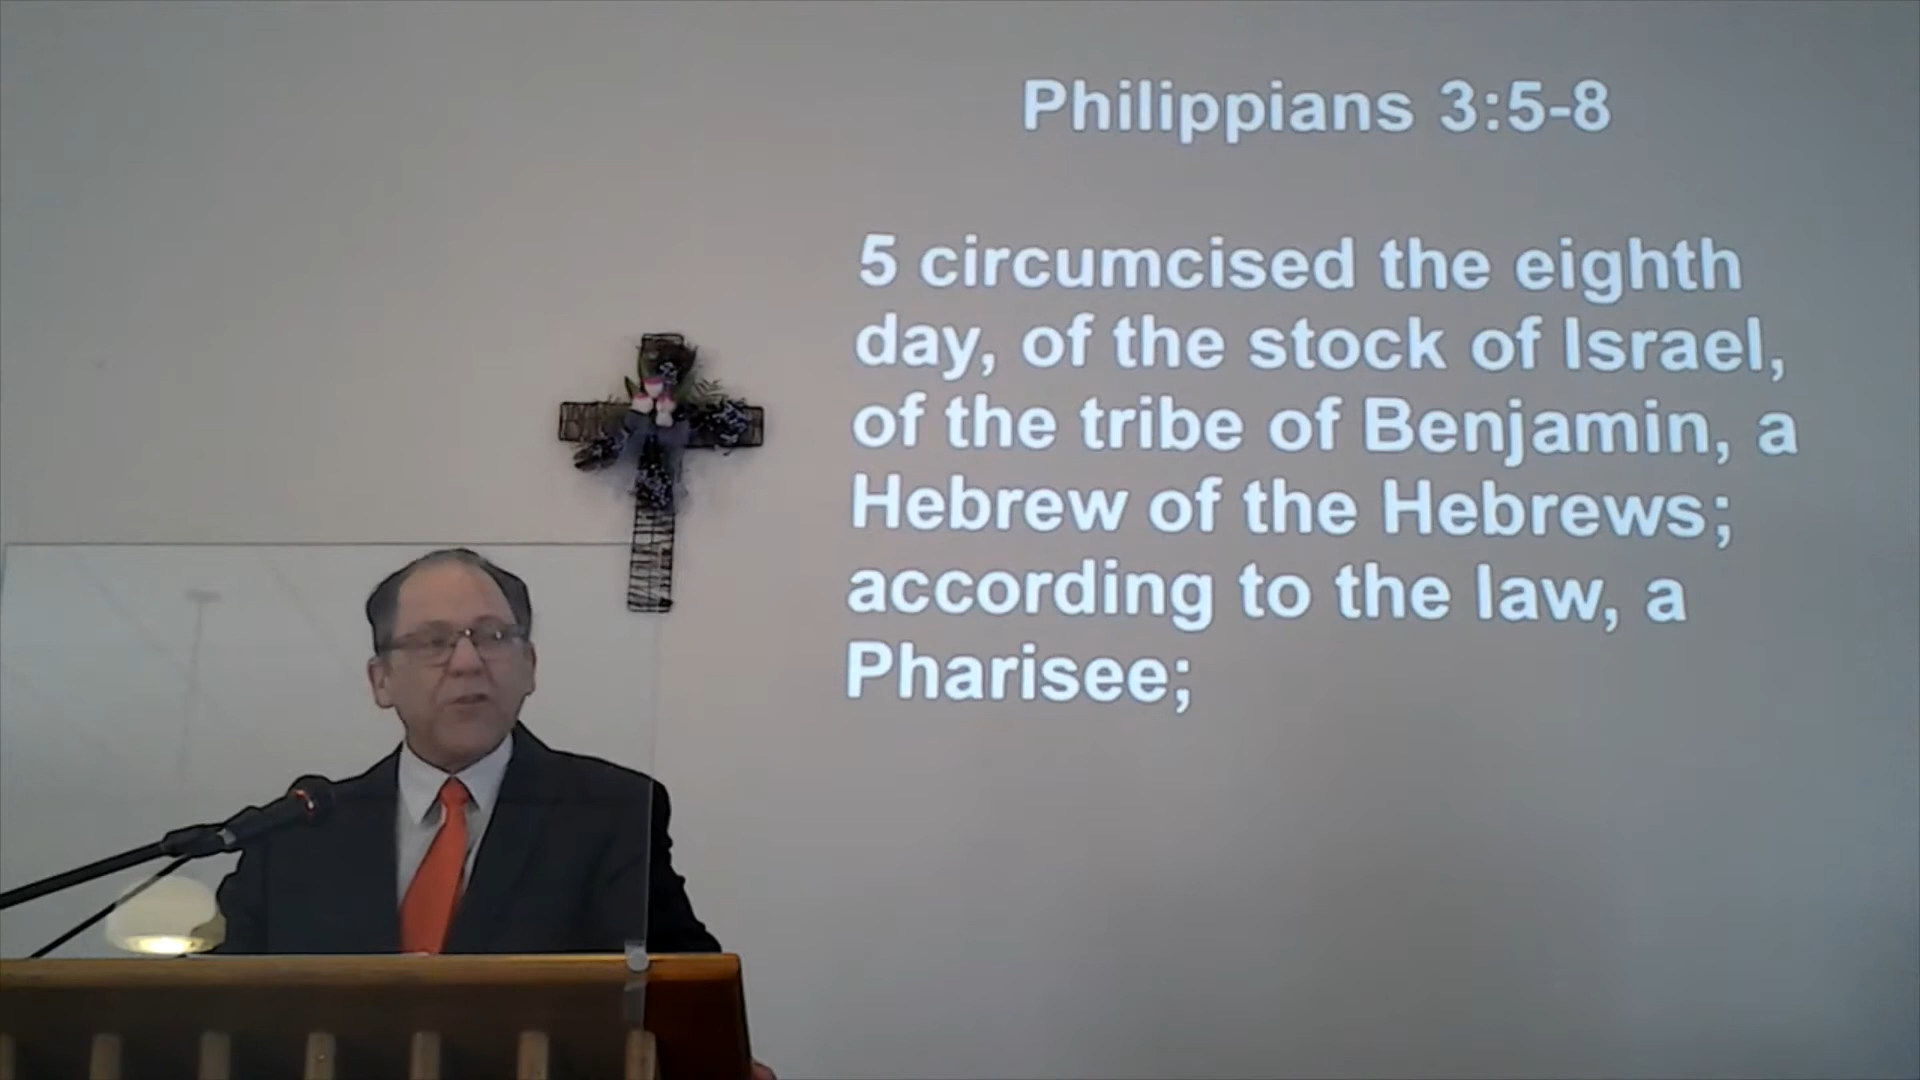 Philippians 3:5-8
5 circumcised the eighth
day, of the stock of Israel,
of the tribe of Benjamin, a
Hebrew of the Hebrews;
according to the law, a
Pharisee;